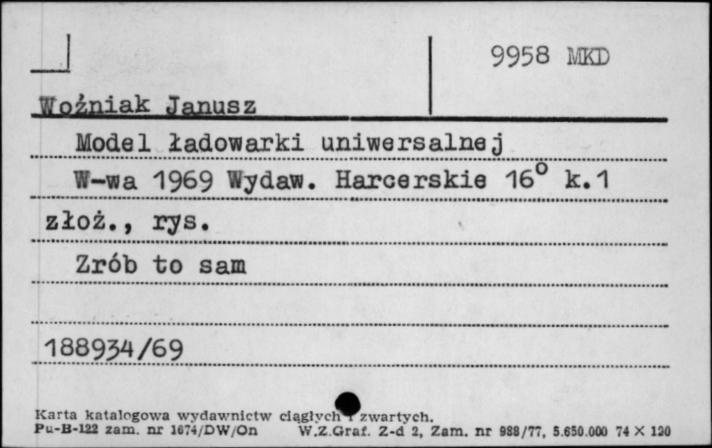 9958 MKD
Woźniak Janusz
Model ładowarki uniwersalnej
W-wa 1969 Wydaw. Harcerskie 16° k.1
złoż., rys.
Zrób to sam
188934/69
Karta katalogowa wydawnictw ciągłych i zwartych.
Pu-B-122 zam. nr 1674/DW/On W.Z.Graf. Z-d 2, Zam. nr 988/77, 5.650.000 74 × 120